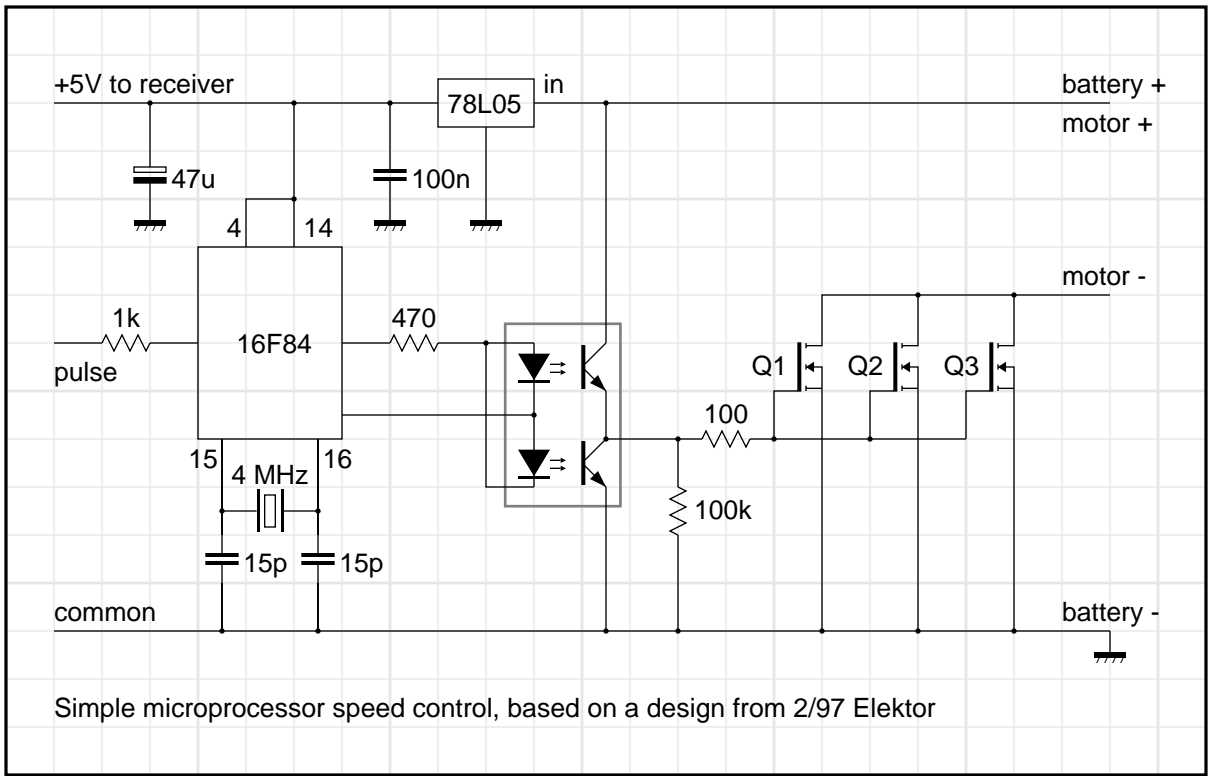 +5V to receiver
78L05
in
battery +
motor +
47u
100n
4
14
motor -
1k
16F84
470
pulse
Q1
Q2
Q3
100
15
16
4 MHz
100k
15p
15p
common
battery -
Simple microprocessor speed control, based on a design from 2/97 Elektor